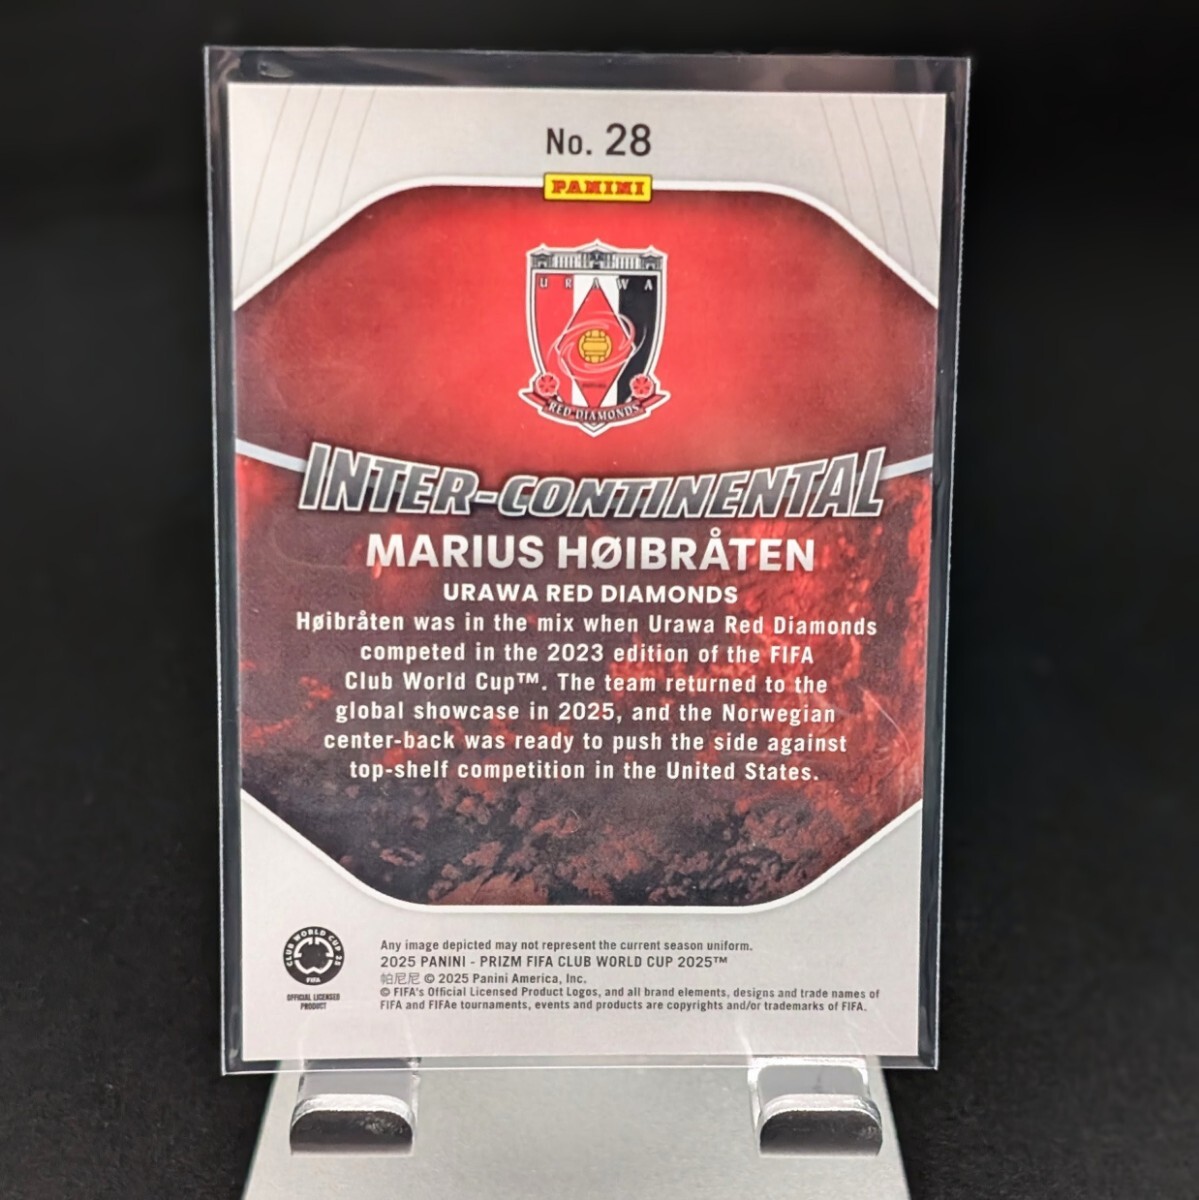 No. 28
PANINI
URAWA
RED DIAMONDS
INTER-CONTINENTAL
MARIUS HØIBRÅTEN
URAWA RED DIAMONDS
Høibråten was in the mix when Urawa Red Diamonds
competed in the 2023 edition of the FIFA
Club World Cup™. The team returned to the
global showcase in 2025, and the Norwegian
center-back was ready to push the side against
top-shelf competition in the United States.
CLUB WORLD CUP 25
FIFA
OFFICIAL LICENSED
PRODUCT
Any image depicted may not represent the current season uniform.
2025 PANINI - PRIZM FIFA CLUB WORLD CUP 2025™
帕尼尼 © 2025 Panini America, Inc.
© FIFA's Official Licensed Product Logos, and all brand elements, designs and trade names of
FIFA and FIFAe tournaments, events and products are copyrights and/or trademarks of FIFA.